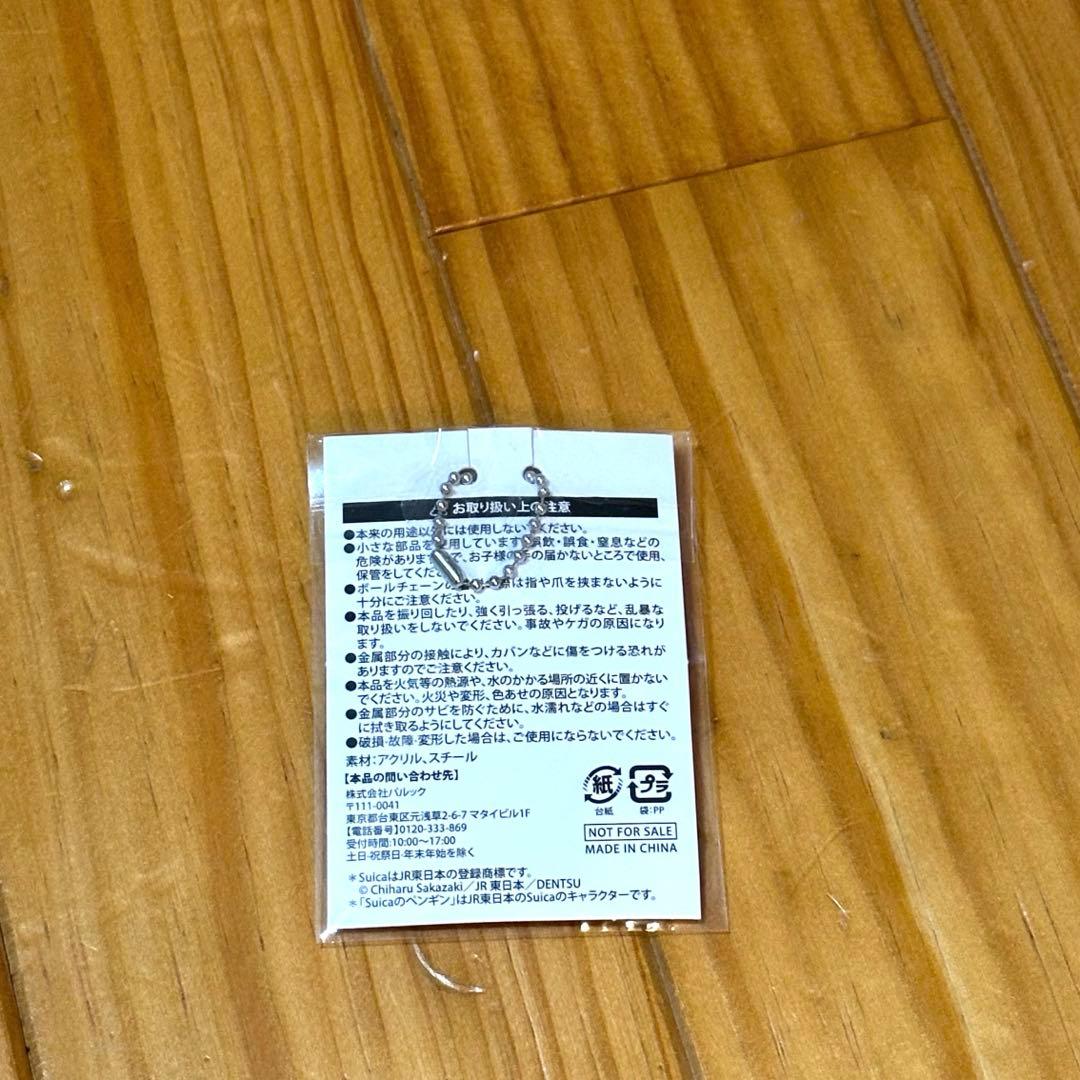 お取り扱い上の注意
●本来の用途以外には使用しないでください。
●小さな部品を使用しています。誤飲・誤食・窒息などの
危険がありますので、お子様の手の届かないところで使用、
保管をしてください。
●ボールチェーンの 際は指や爪を挟まないように
十分にご注意ください。
●本品を振り回したり、強く引っ張る、投げるなど、乱暴な
取り扱いをしないでください。事故やケガの原因になり
ます。
●金属部分の接触により、カバンなどに傷をつける恐れが
ありますのでご注意ください。
●本品を火気等の熱源や、水のかかる場所の近くに置かない
でください。火災や変形、色あせの原因となります。
●金属部分のサビを防ぐために、水濡れなどの場合はすぐ
に拭き取るようにしてください。
●破損・故障・変形した場合は、ご使用にならないでください。
素材:アクリル、スチール
【本品の問い合わせ先】
株式会社パルック
〒111-0041
東京都台東区元浅草2-6-7 マタイビル1F
【電話番号】0120-333-869
受付時間:10:00〜17:00
土日・祝祭日・年末年始を除く
紙
台紙
プラ
袋:PP
NOT FOR SALE
MADE IN CHINA
＊SuicaはJR東日本の登録商標です。
© Chiharu Sakazaki／JR 東日本／DENTSU
＊「Suicaのペンギン」はJR東日本のSuicaのキャラクターです。